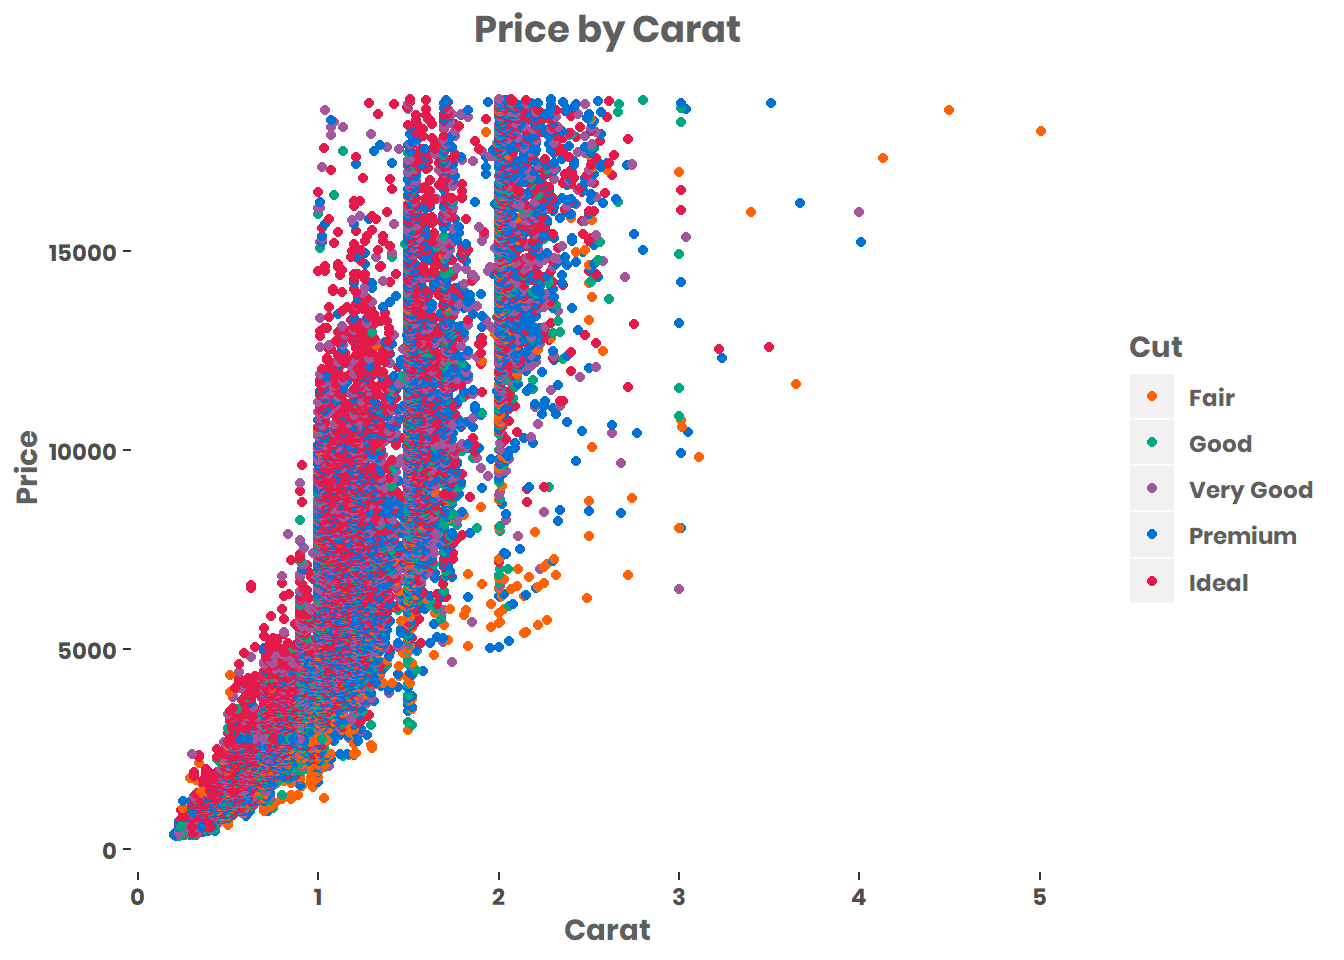 Price by Carat
15000
10000
5000
0
Price
0 1 2 3 4 5
Carat
Cut
Fair
Good
Very Good
Premium
Ideal